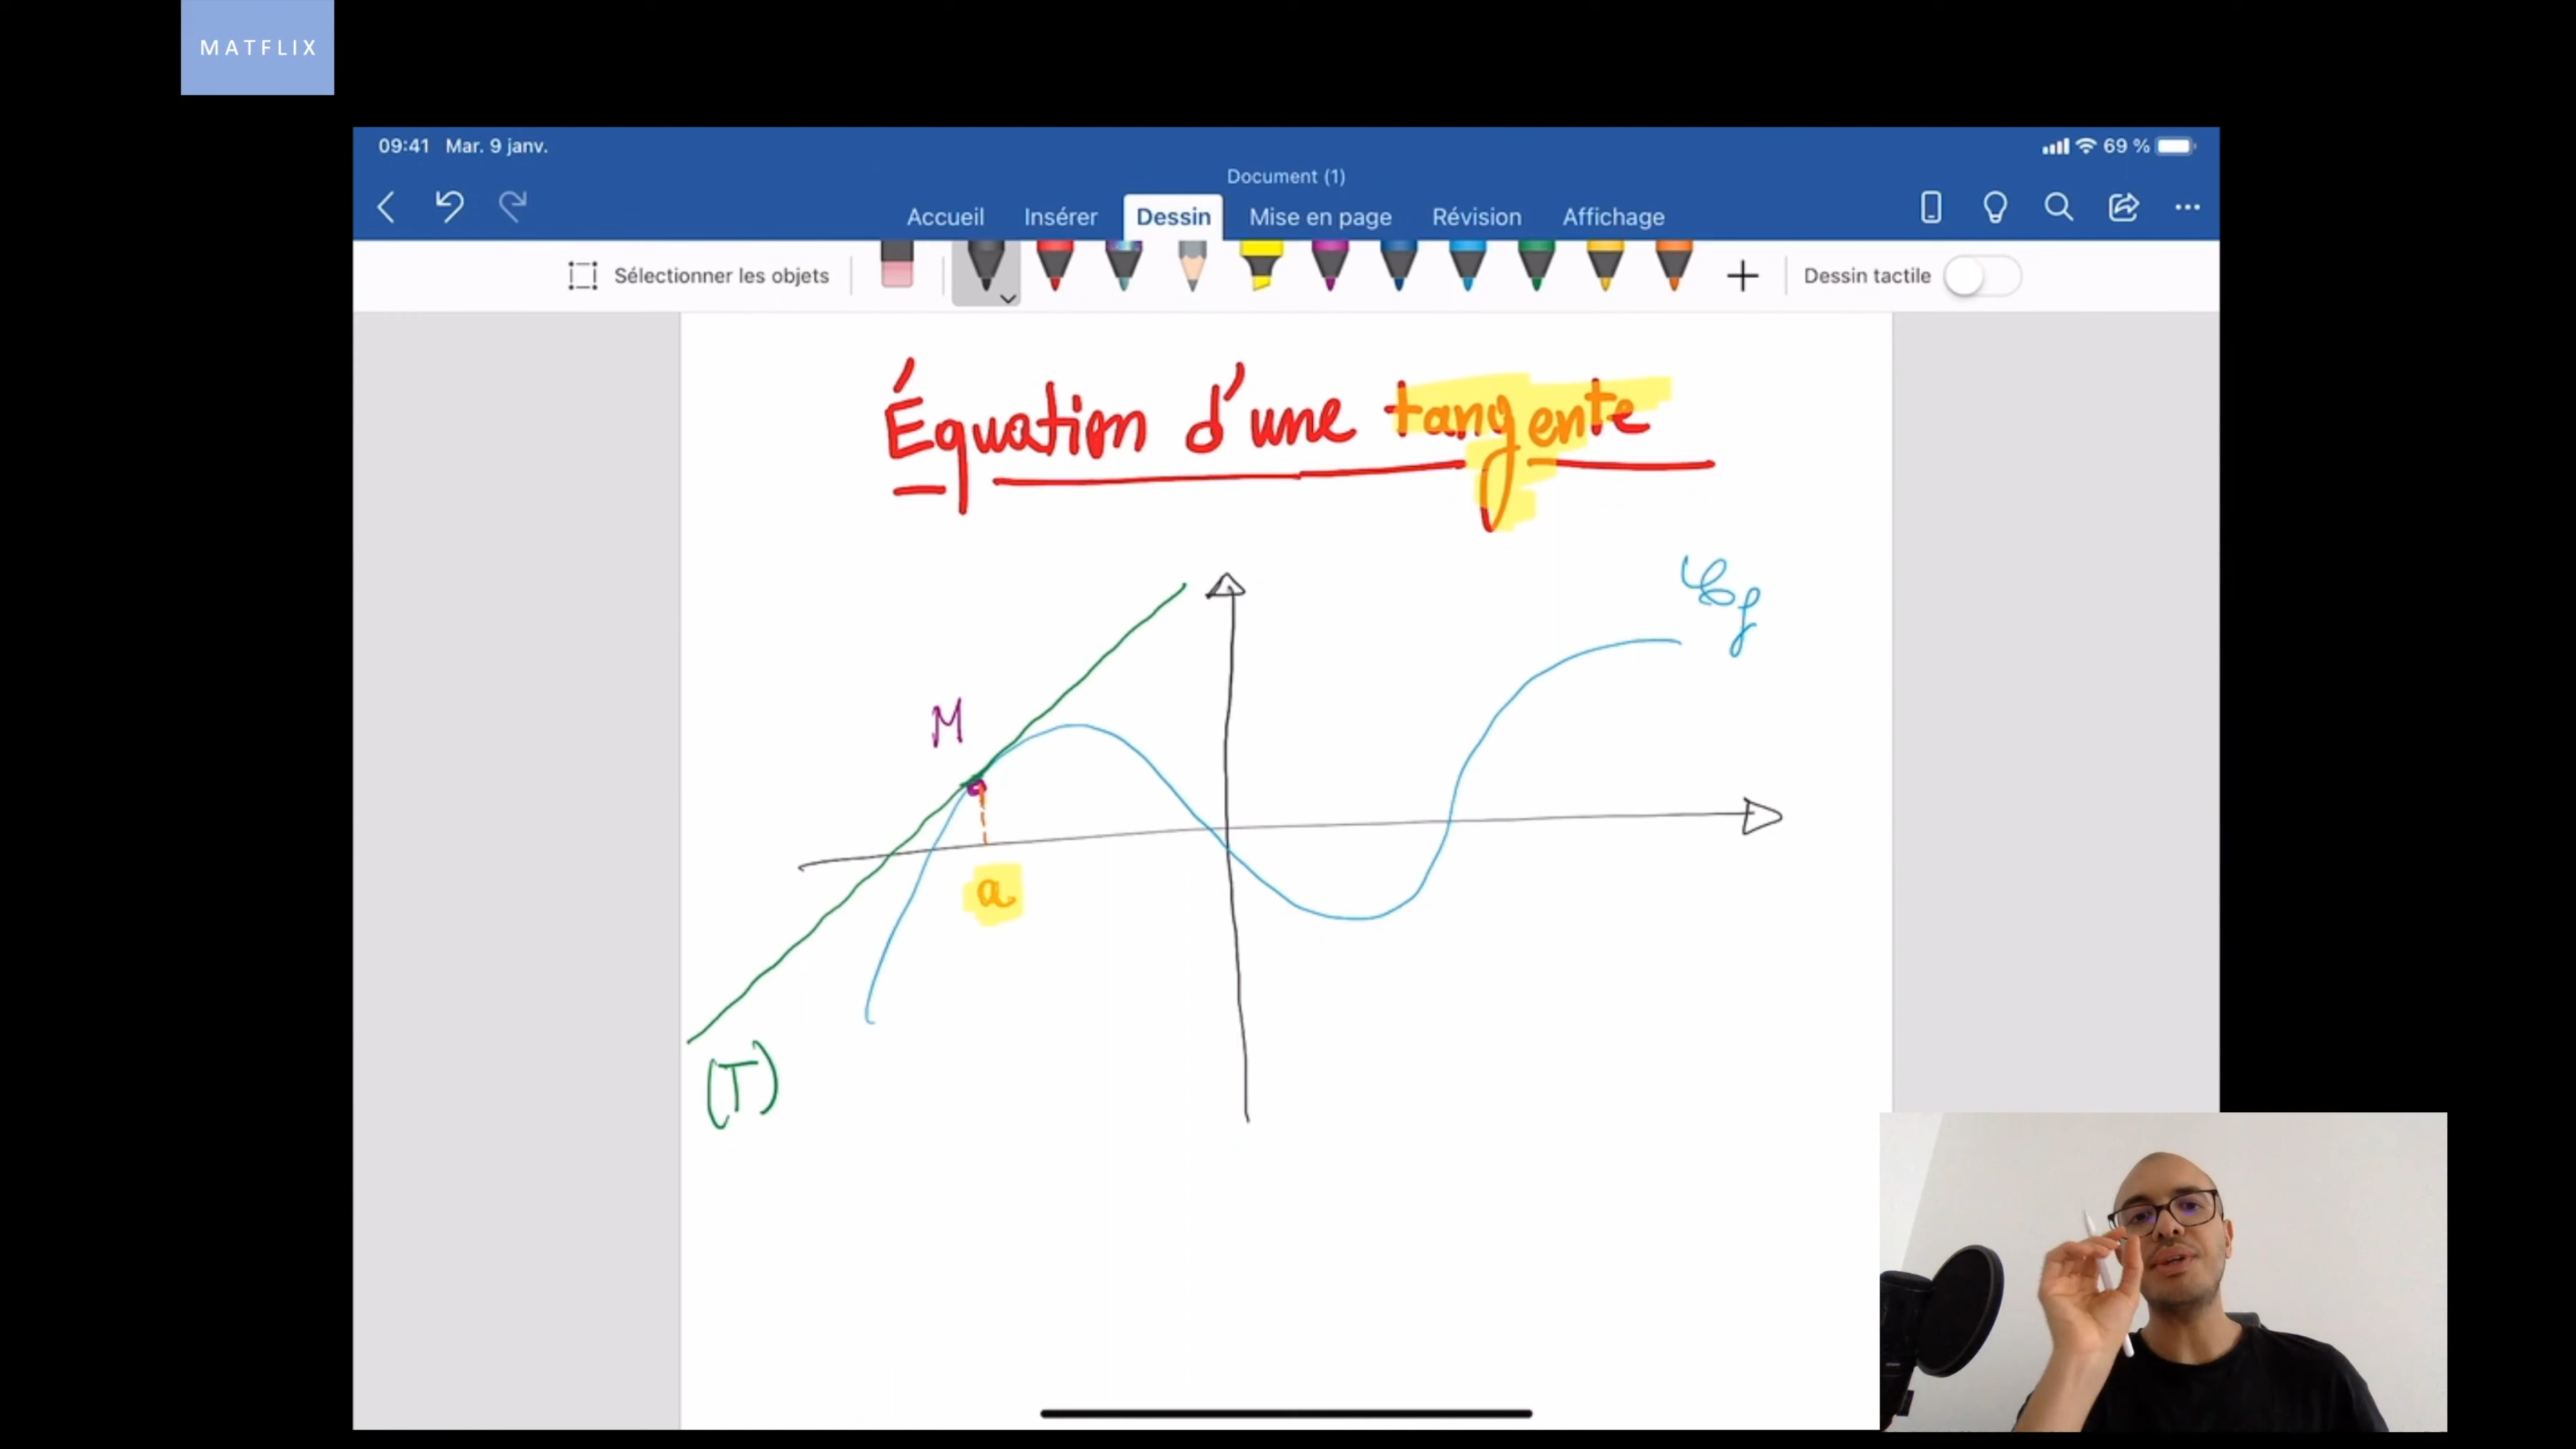 MATFLIX
09:41 Mar. 9 janv.
69 %
Document (1)
Accueil Insérer Dessin Mise en page Révision Affichage
Sélectionner les objets
Dessin tactile
Équation d'une tangente
𝒞f
M
a
(T)